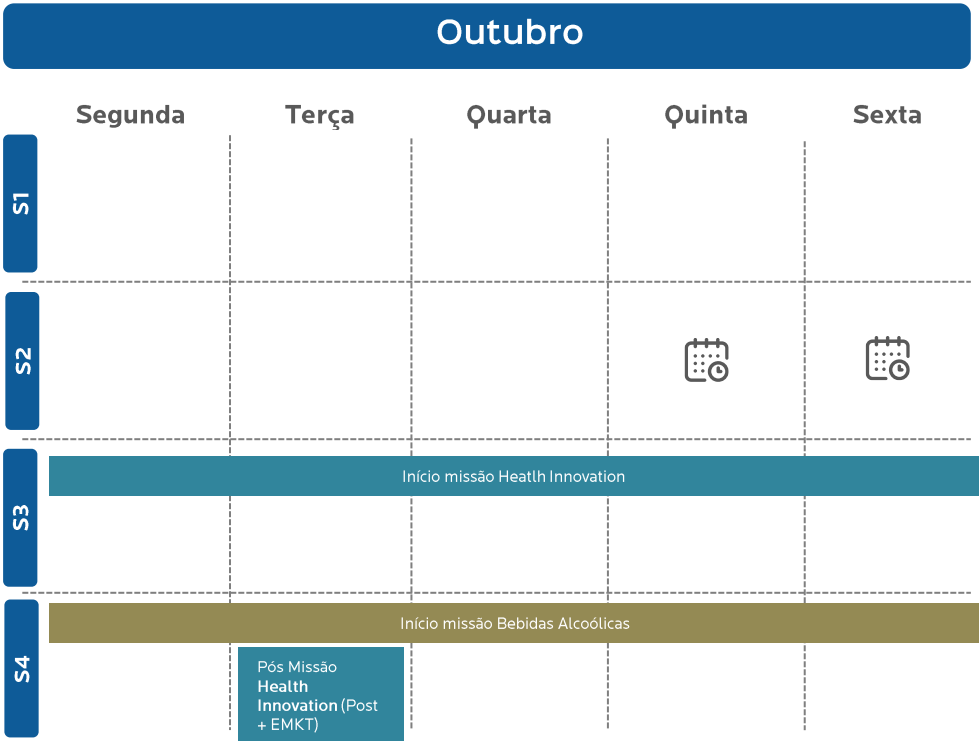 Outubro
Segunda Terça Quarta Quinta Sexta
S1
S2
S3
Início missão Heatlh Innovation
S4
Início missão Bebidas Alcoólicas
Pós Missão
Health
Innovation (Post
+ EMKT)